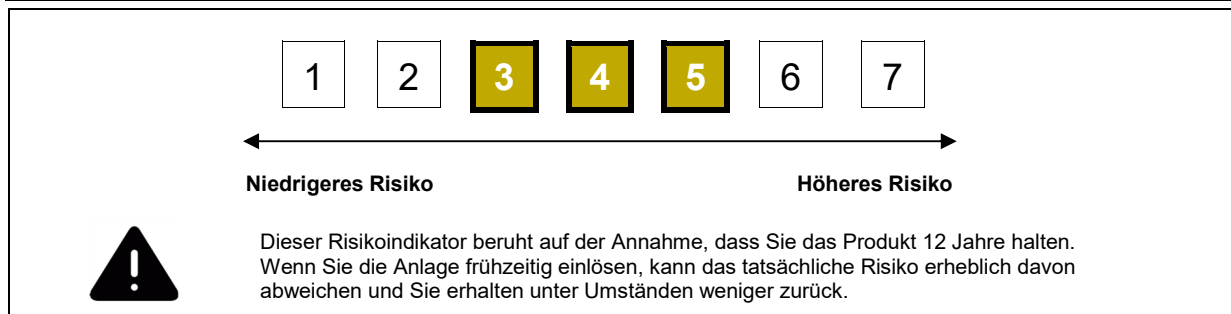 1 2 3 4 5 6 7
Niedrigeres Risiko Höheres Risiko
Dieser Risikoindikator beruht auf der Annahme, dass Sie das Produkt 12 Jahre halten.
Wenn Sie die Anlage frühzeitig einlösen, kann das tatsächliche Risiko erheblich davon
abweichen und Sie erhalten unter Umständen weniger zurück.